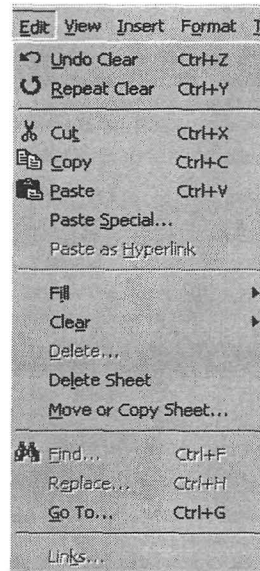 Edit View Insert Format T
Undo Clear Ctrl+Z
Repeat Clear Ctrl+Y
Cut Ctrl+X
Copy Ctrl+C
Paste Ctrl+V
Paste Special...
Paste as Hyperlink
Fill
Clear
Delete...
Delete Sheet
Move or Copy Sheet...
Find... Ctrl+F
Replace... Ctrl+H
Go To... Ctrl+G
Links...